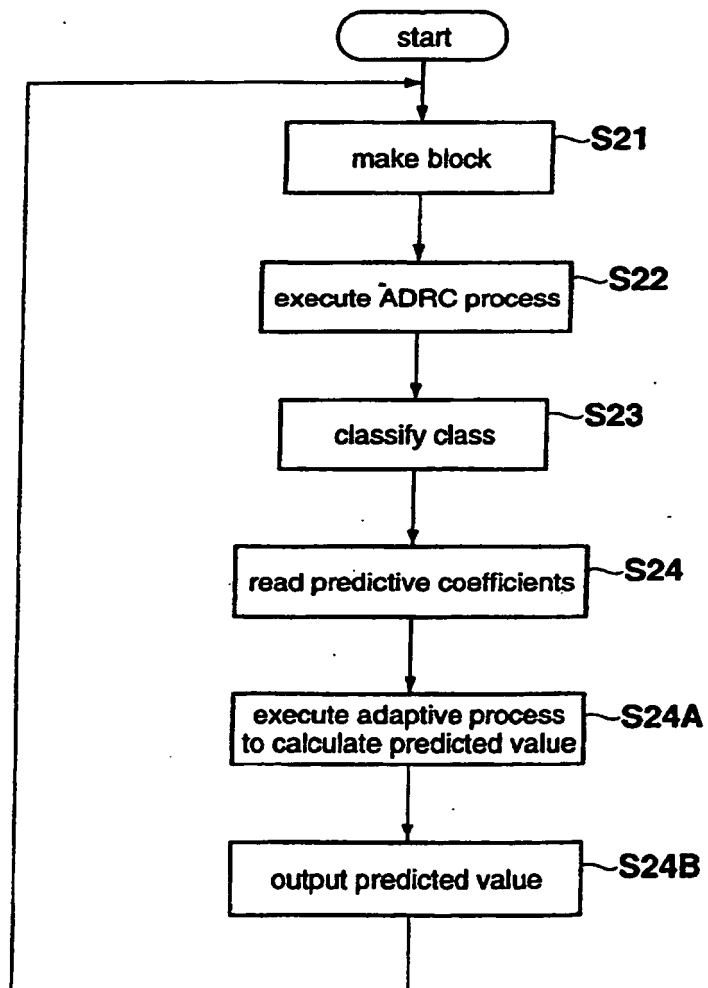 start
make block
S21
execute ADRC process
S22
classify class
S23
read predictive coefficients
S24
execute adaptive process
to calculate predicted value
S24A
output predicted value
S24B